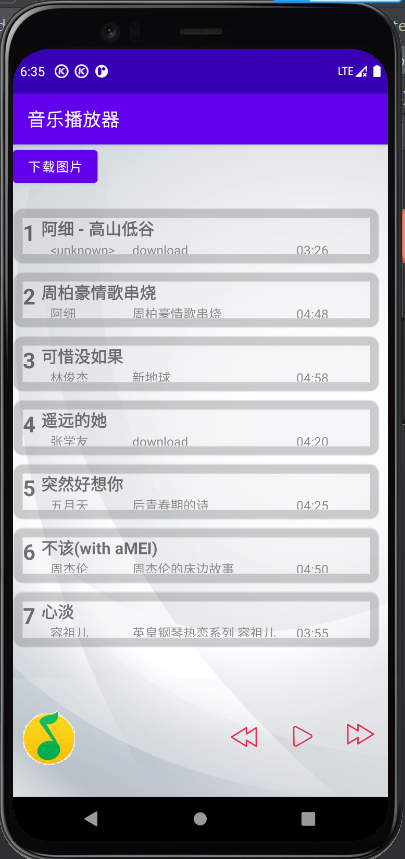 6:35 LTE
音乐播放器
下载图片
1 阿细 - 高山低谷
<unknown> download 03:26
2 周柏豪情歌串烧
阿细 周柏豪情歌串烧 04:48
3 可惜没如果
林俊杰 新地球 04:58
4 遥远的她
张学友 download 04:20
5 突然好想你
五月天 后青春期的诗 04:25
6 不该(with aMEI)
周杰伦 周杰伦的床边故事 04:50
7 心淡
容祖儿 英皇钢琴热恋系列 容祖儿 03:55